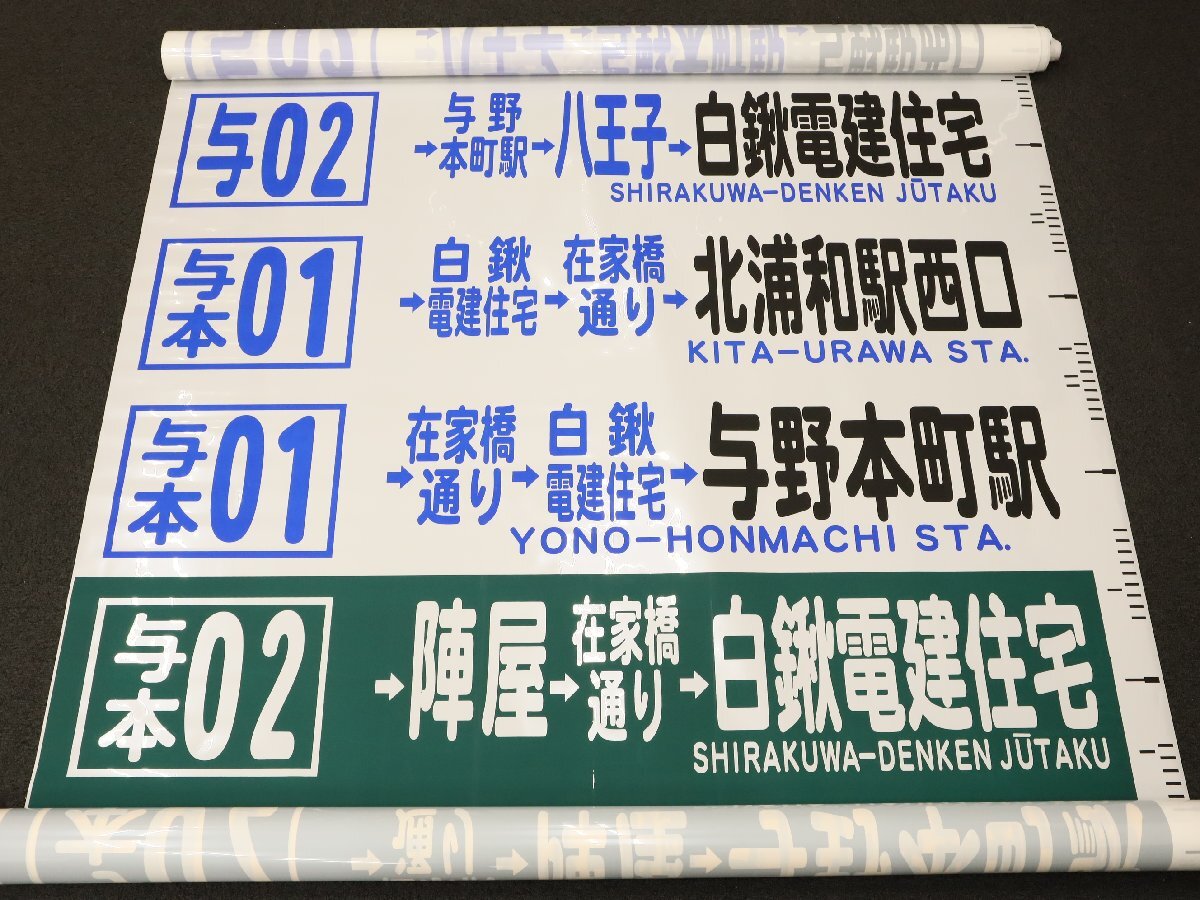 与02 →与野本町駅→八王子→白鍬電建住宅
SHIRAKUWA-DENKEN JŪTAKU
与本01 →白鍬電建住宅→在家橋通り→北浦和駅西口
KITA-URAWA STA.
与本01 →在家橋通り→白鍬電建住宅→与野本町駅
YONO-HONMACHI STA.
与本02 →陣屋→在家橋通り→白鍬電建住宅
SHIRAKUWA-DENKEN JŪTAKU